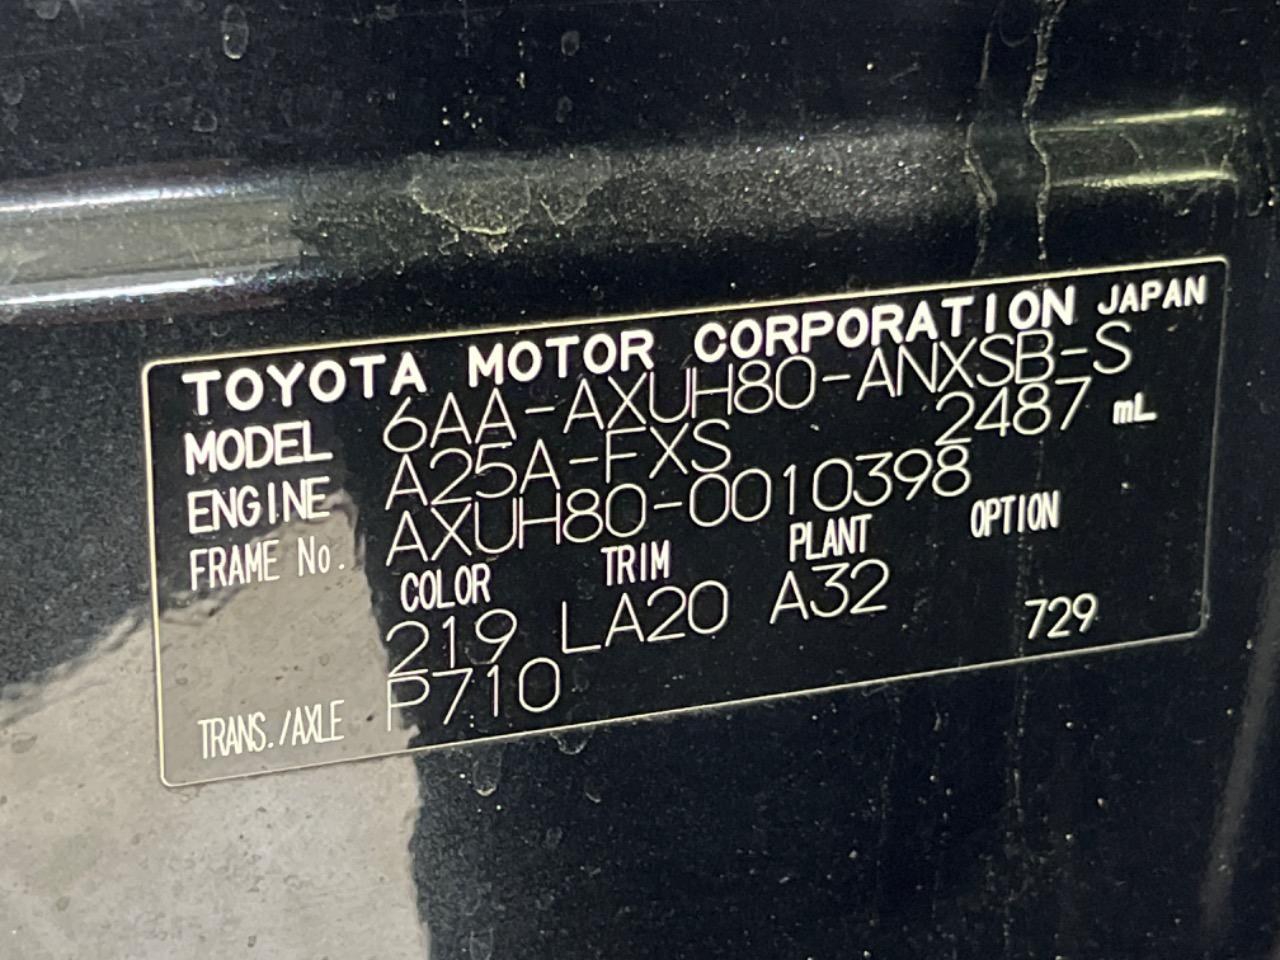 TOYOTA MOTOR CORPORATION JAPAN
MODEL 6AA-AXUH80-ANXSB-S
ENGINE A25A-FXS 2487 mL
FRAME No. AXUH80-0010398
COLOR TRIM PLANT OPTION
219 LA20 A32
TRANS./AXLE P710 729